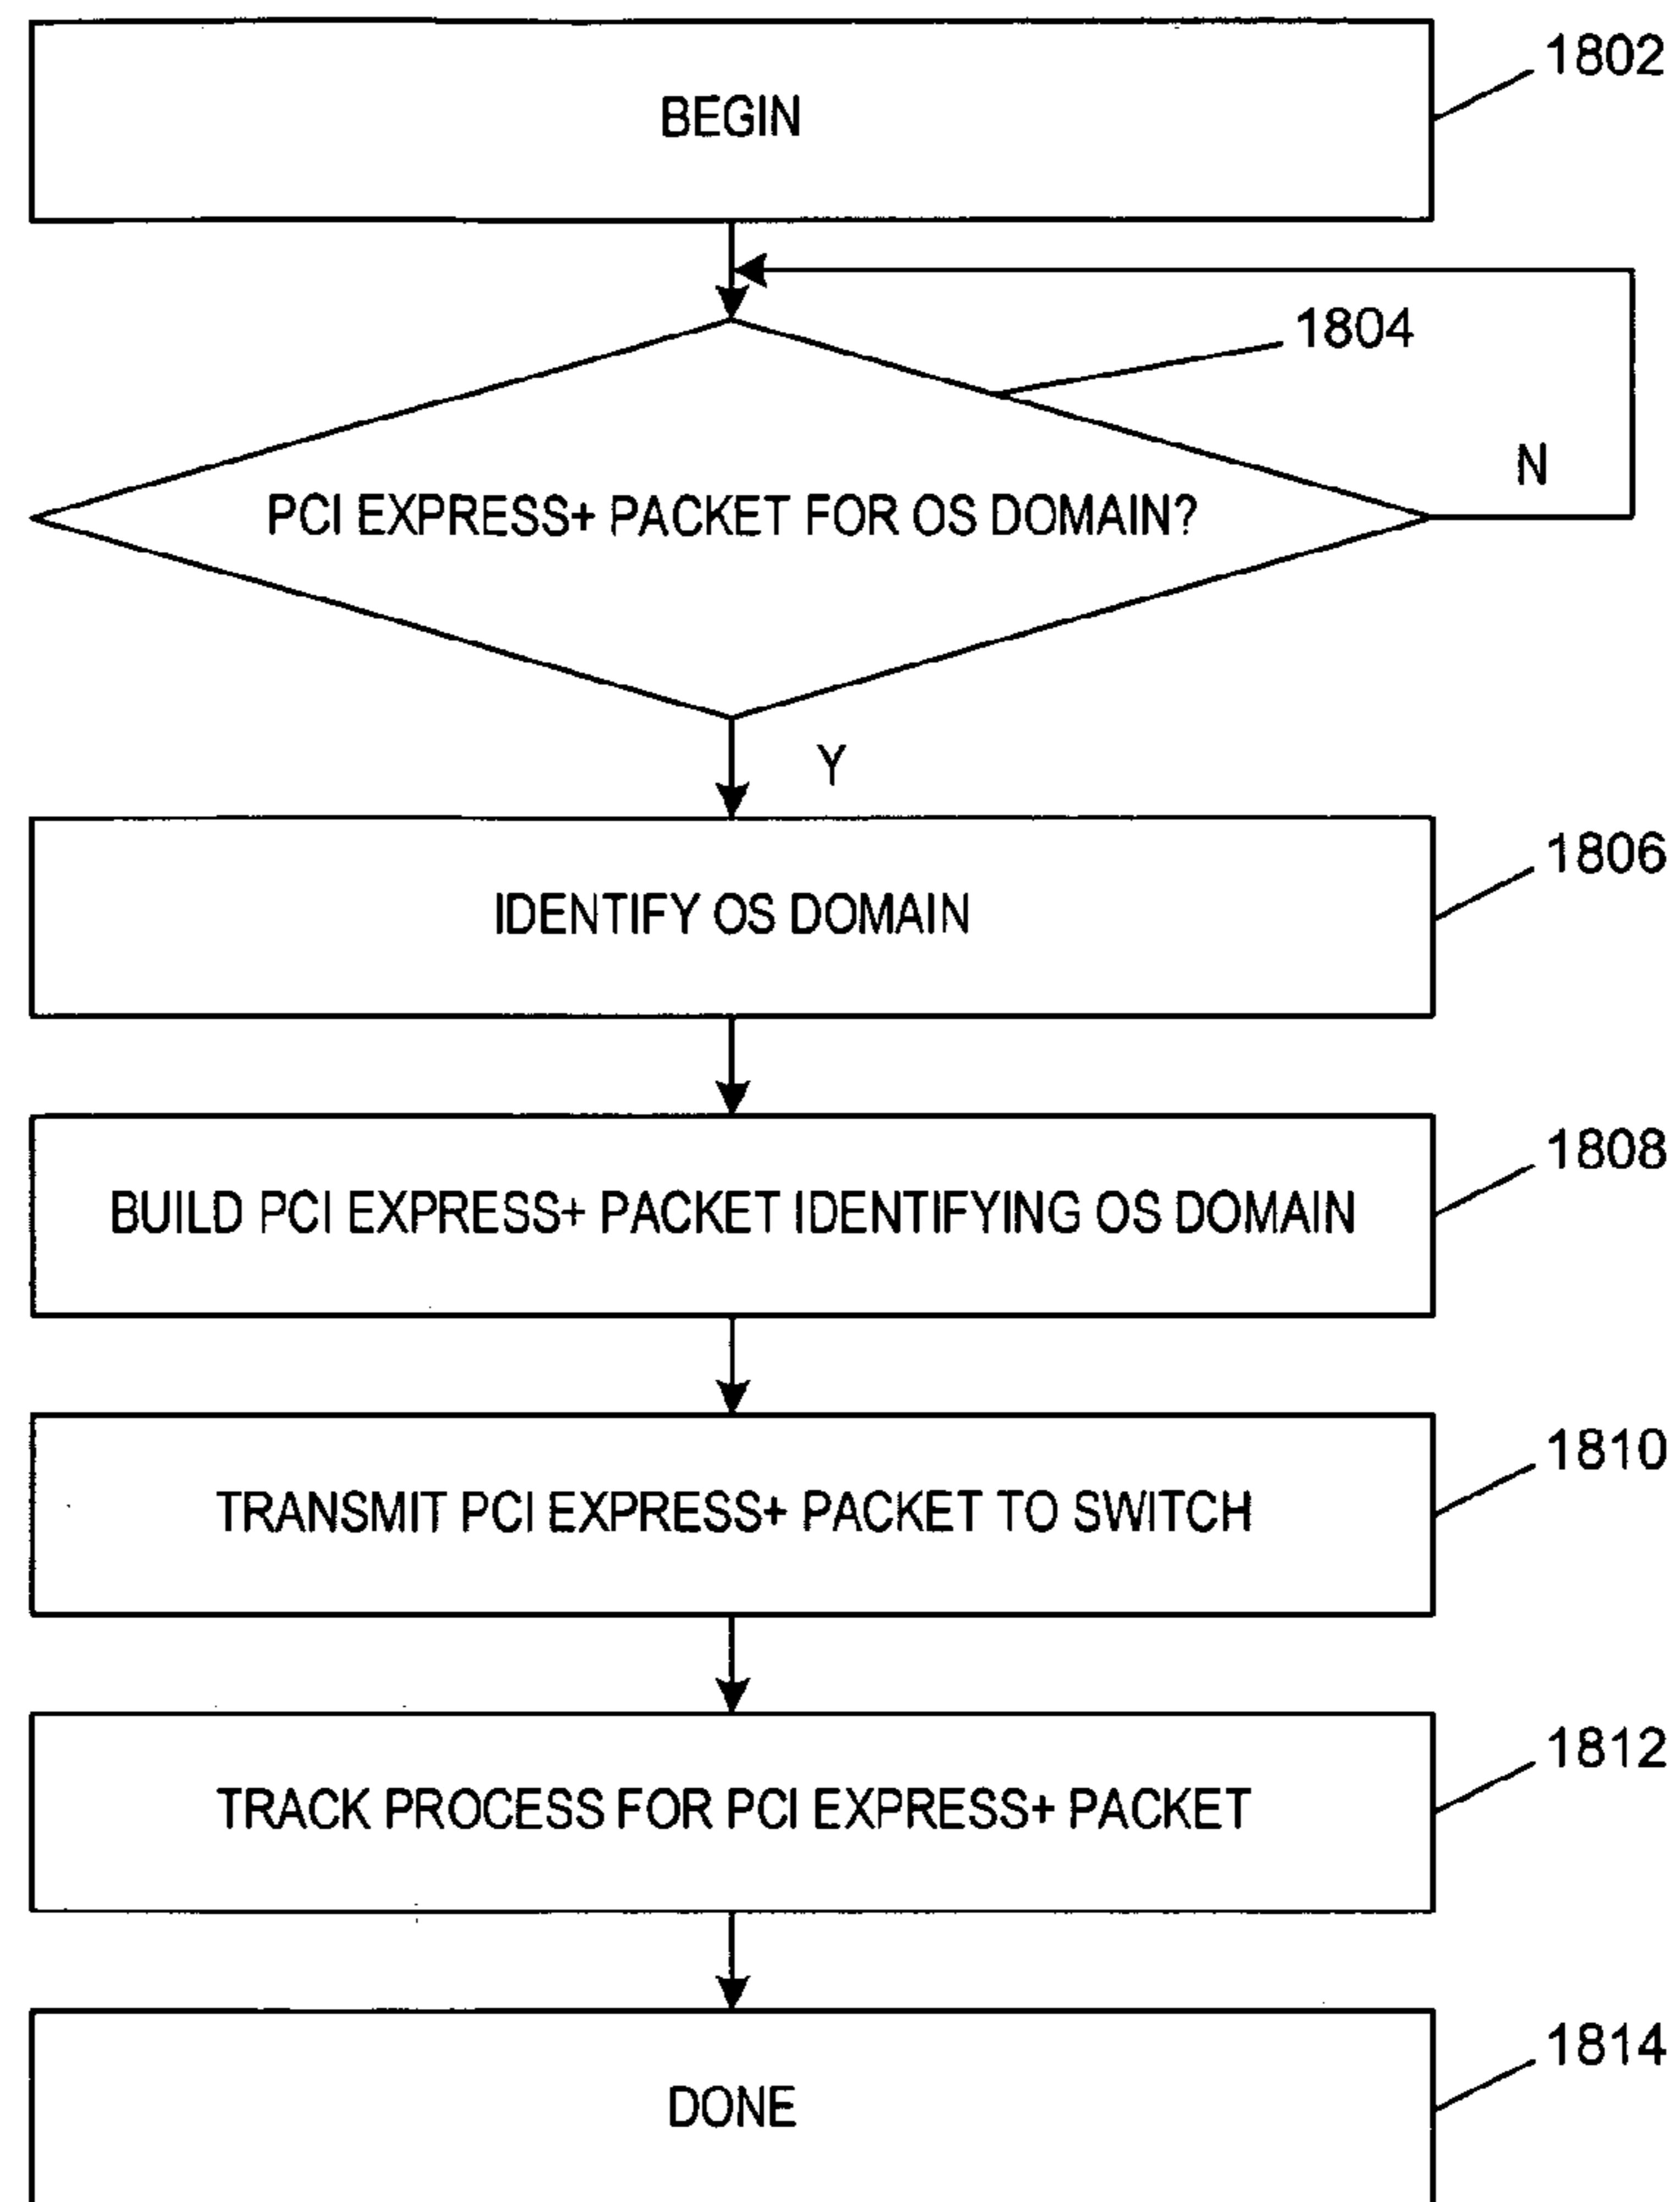 BEGIN
1802
1804
PCI EXPRESS+ PACKET FOR OS DOMAIN?
N
Y
IDENTIFY OS DOMAIN
1806
BUILD PCI EXPRESS+ PACKET IDENTIFYING OS DOMAIN
1808
TRANSMIT PCI EXPRESS+ PACKET TO SWITCH
1810
TRACK PROCESS FOR PCI EXPRESS+ PACKET
1812
DONE
1814